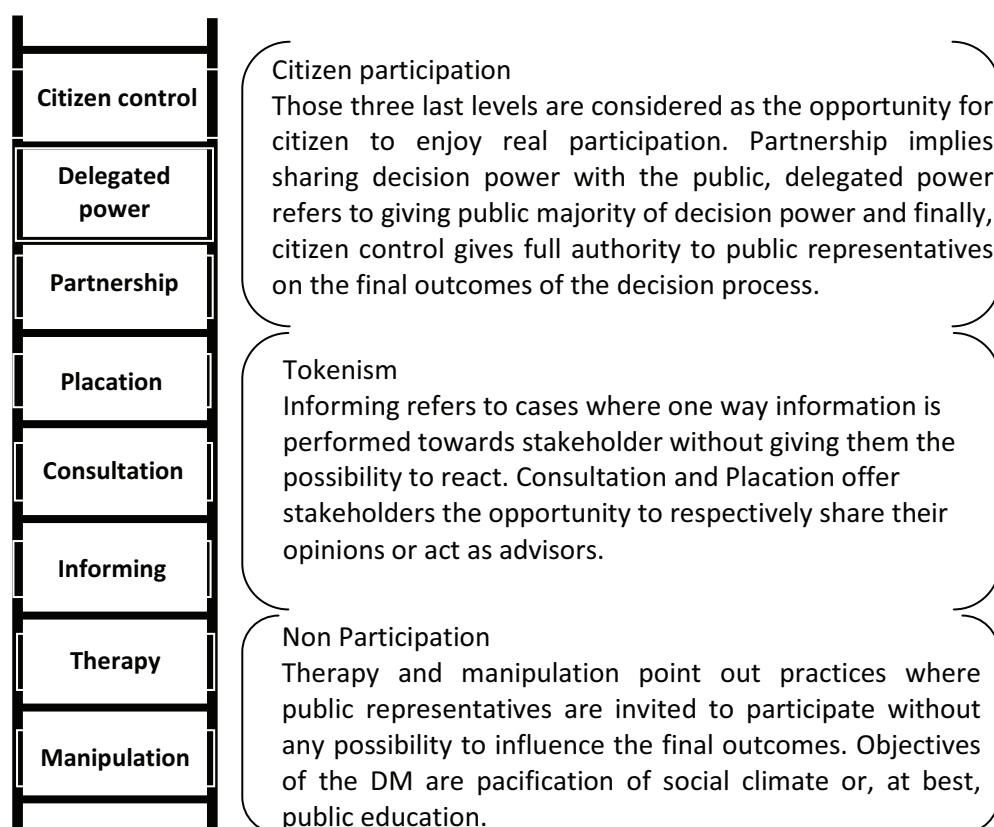 Citizen control
Delegated
power
Partnership
Placation
Consultation
Informing
Therapy
Manipulation
Citizen participation
Those three last levels are considered as the opportunity for
citizen to enjoy real participation. Partnership implies
sharing decision power with the public, delegated power
refers to giving public majority of decision power and finally,
citizen control gives full authority to public representatives
on the final outcomes of the decision process.
Tokenism
Informing refers to cases where one way information is
performed towards stakeholder without giving them the
possibility to react. Consultation and Placation offer
stakeholders the opportunity to respectively share their
opinions or act as advisors.
Non Participation
Therapy and manipulation point out practices where
public representatives are invited to participate without
any possibility to influence the final outcomes. Objectives
of the DM are pacification of social climate or, at best,
public education.